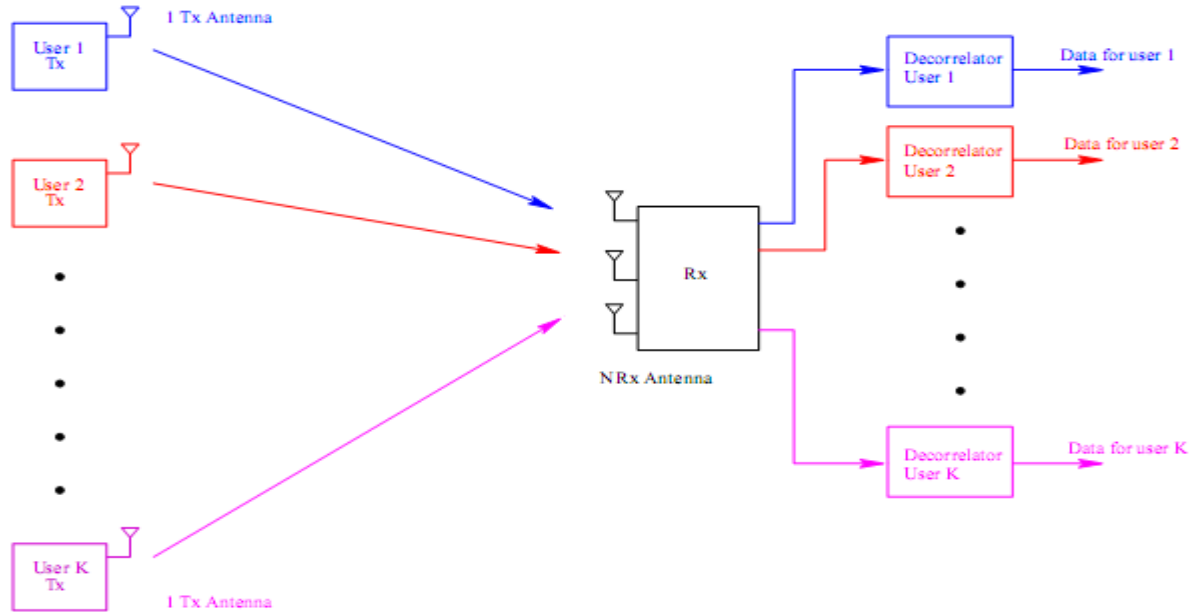 1 Tx Antenna
User 1
Tx
Decorrelator
User 1
Data for user 1
User 2
Tx
Decorrelator
User 2
Data for user 2
Rx
NRx Antenna
Decorrelator
User K
Data for user K
User K
Tx
1 Tx Antenna